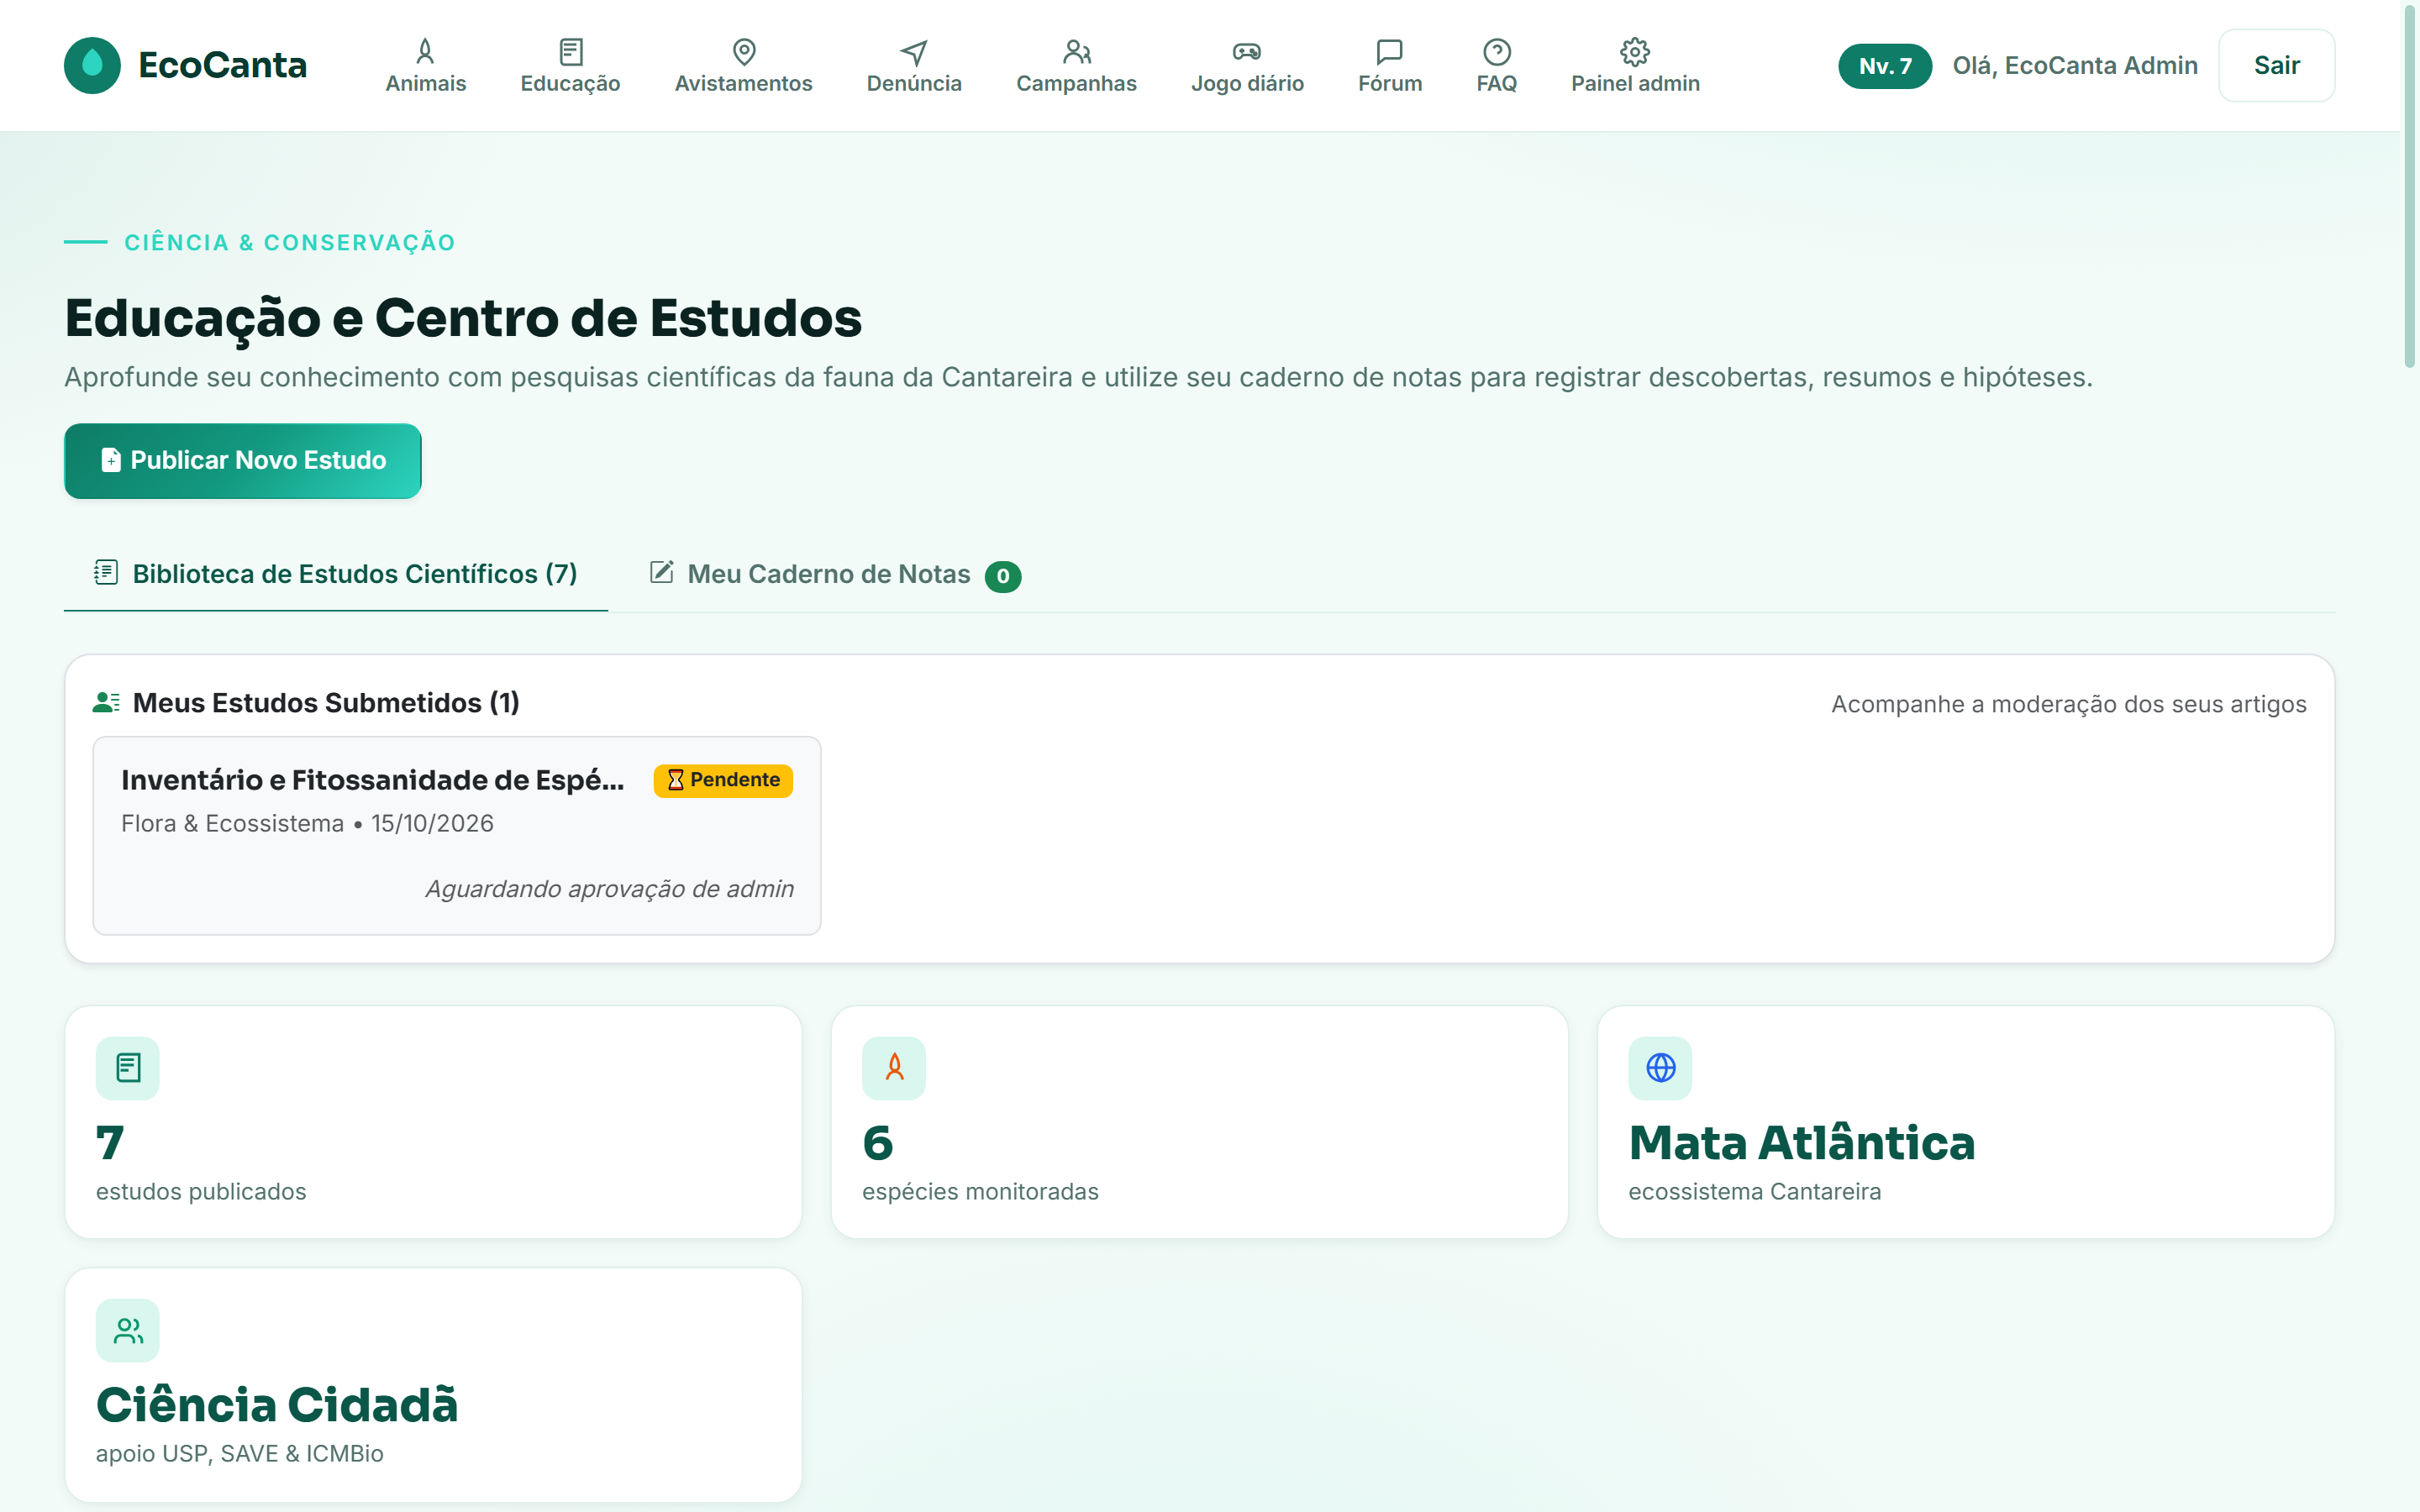 EcoCanta
Animais
Educação
Avistamentos
Denúncia
Campanhas
Jogo diário
Fórum
FAQ
Painel admin
Nv. 7
Olá, EcoCanta Admin
Sair
CIÊNCIA & CONSERVAÇÃO
Educação e Centro de Estudos
Aprofunde seu conhecimento com pesquisas científicas da fauna da Cantareira e utilize seu caderno de notas para registrar descobertas, resumos e hipóteses.
Publicar Novo Estudo
Biblioteca de Estudos Científicos (7)
Meu Caderno de Notas 0
Meus Estudos Submetidos (1)
Acompanhe a moderação dos seus artigos
Inventário e Fitossanidade de Espé...
⏳ Pendente
Flora & Ecossistema • 15/10/2026
Aguardando aprovação de admin
7
estudos publicados
6
espécies monitoradas
Mata Atlântica
ecossistema Cantareira
Ciência Cidadã
apoio USP, SAVE & ICMBio